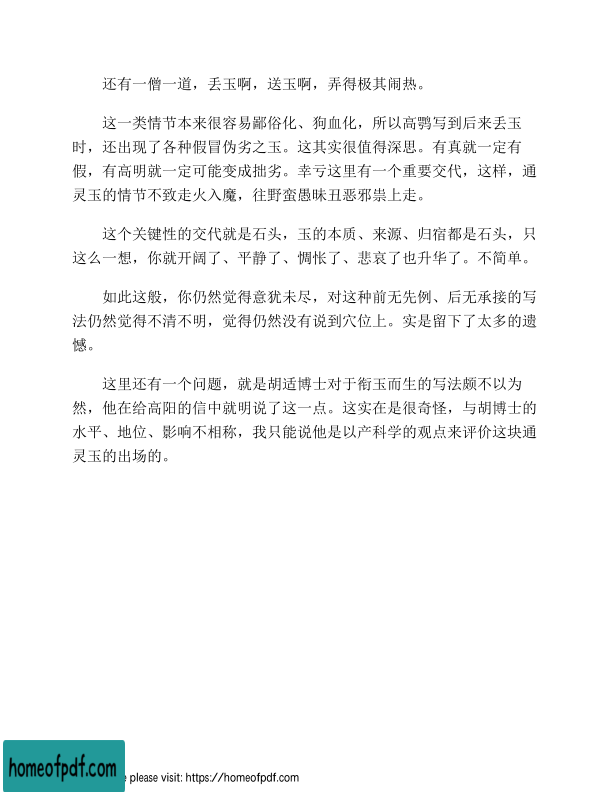 还有一僧一道，丢玉啊，送玉啊，弄得极其闹热。
这一类情节本来很容易鄙俗化、狗血化，所以高鹗写到后来丢玉
时，还出现了各种假冒伪劣之玉。这其实很值得深思。有真就一定有
假，有高明就一定可能变成拙劣。幸亏这里有一个重要交代，这样，通
灵玉的情节不致走火入魔，往野蛮愚昧丑恶邪祟上走。
这个关键性的交代就是石头，玉的本质、来源、归宿都是石头，只
这么一想，你就开阔了、平静了、惆怅了、悲哀了也升华了。不简单。
如此这般，你仍然觉得意犹未尽，对这种前无先例、后无承接的写
法仍然觉得不清不明，觉得仍然没有说到穴位上。实是留下了太多的遗
憾。
这里还有一个问题，就是胡适博士对于衔玉而生的写法颇不以为
然，他在给高阳的信中就明说了这一点。这实在是很奇怪，与胡博士的
水平、地位、影响不相称，我只能说他是以产科学的观点来评价这块通
灵玉的出场的。
homeofpdf.com
e please visit: https://homeofpdf.com